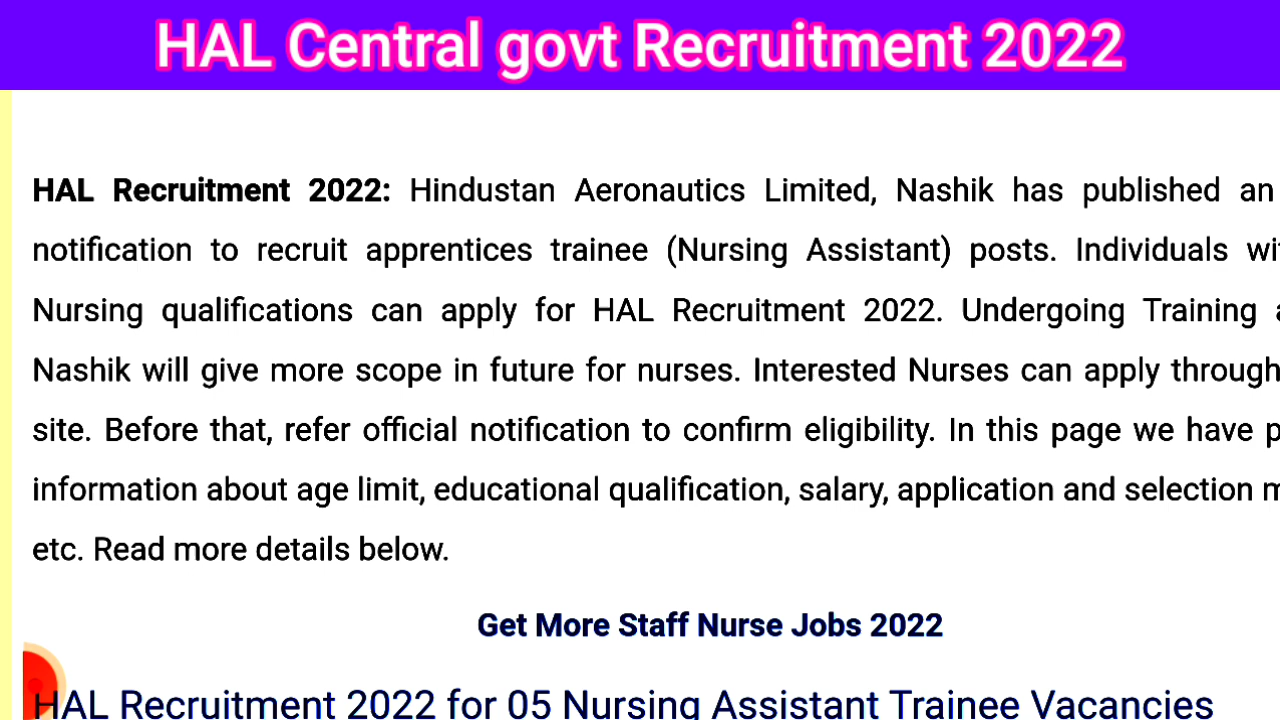 HAL Central govt Recruitment 2022
HAL Recruitment 2022: Hindustan Aeronautics Limited, Nashik has published an
notification to recruit apprentices trainee (Nursing Assistant) posts. Individuals
Nursing qualifications can apply for HAL Recruitment 2022. Undergoing Training
Nashik will give more scope in future for nurses. Interested Nurses can apply through
site. Before that, refer official notification to confirm eligibility. In this page we have
information about age limit, educational qualification, salary, application and selection
etc. Read more details below.
Get More Staff Nurse Jobs 2022
HAL Recruitment 2022 for 05 Nursing Assistant Trainee Vacancies